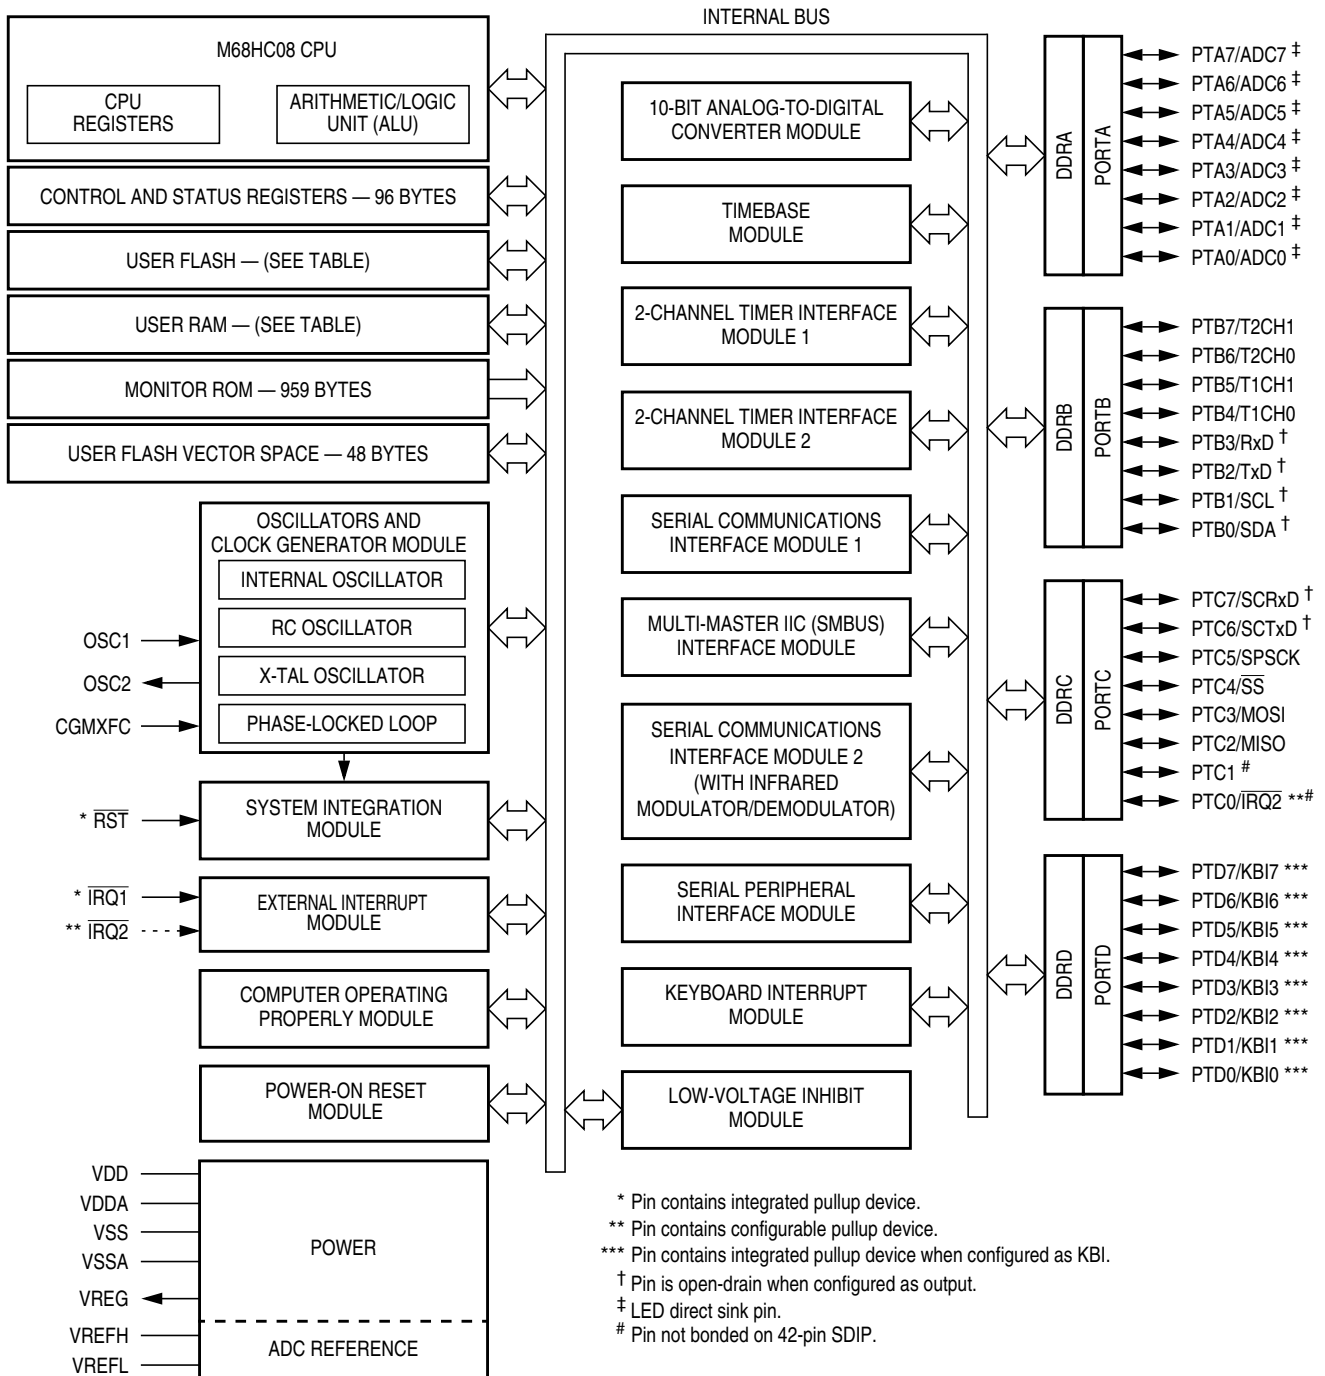 INTERNAL BUS
M68HC08 CPU
CPU
REGISTERS
ARITHMETIC/LOGIC
UNIT (ALU)
CONTROL AND STATUS REGISTERS — 96 BYTES
USER FLASH — (SEE TABLE)
USER RAM — (SEE TABLE)
MONITOR ROM — 959 BYTES
USER FLASH VECTOR SPACE — 48 BYTES
OSCILLATORS AND
CLOCK GENERATOR MODULE
INTERNAL OSCILLATOR
RC OSCILLATOR
X-TAL OSCILLATOR
PHASE-LOCKED LOOP
OSC1
OSC2
CGMXFC
SYSTEM INTEGRATION
MODULE
* RST
EXTERNAL INTERRUPT
MODULE
* IRQ1
** IRQ2
COMPUTER OPERATING
PROPERLY MODULE
POWER-ON RESET
MODULE
VDD
VDDA
VSS
VSSA
VREG
VREFH
VREFL
POWER
ADC REFERENCE
10-BIT ANALOG-TO-DIGITAL
CONVERTER MODULE
TIMEBASE
MODULE
2-CHANNEL TIMER INTERFACE
MODULE 1
2-CHANNEL TIMER INTERFACE
MODULE 2
SERIAL COMMUNICATIONS
INTERFACE MODULE 1
MULTI-MASTER IIC (SMBUS)
INTERFACE MODULE
SERIAL COMMUNICATIONS
INTERFACE MODULE 2
(WITH INFRARED
MODULATOR/DEMODULATOR)
SERIAL PERIPHERAL
INTERFACE MODULE
KEYBOARD INTERRUPT
MODULE
LOW-VOLTAGE INHIBIT
MODULE
DDRA
PORTA
PTA7/ADC7 ‡
PTA6/ADC6 ‡
PTA5/ADC5 ‡
PTA4/ADC4 ‡
PTA3/ADC3 ‡
PTA2/ADC2 ‡
PTA1/ADC1 ‡
PTA0/ADC0 ‡
DDRB
PORTB
PTB7/T2CH1
PTB6/T2CH0
PTB5/T1CH1
PTB4/T1CH0
PTB3/RxD †
PTB2/TxD †
PTB1/SCL †
PTB0/SDA †
DDRC
PORTC
PTC7/SCRxD †
PTC6/SCTxD †
PTC5/SPSCK
PTC4/SS
PTC3/MOSI
PTC2/MISO
PTC1 #
PTC0/IRQ2 **#
DDRD
PORTD
PTD7/KBI7 ***
PTD6/KBI6 ***
PTD5/KBI5 ***
PTD4/KBI4 ***
PTD3/KBI3 ***
PTD2/KBI2 ***
PTD1/KBI1 ***
PTD0/KBI0 ***
* Pin contains integrated pullup device.
** Pin contains configurable pullup device.
*** Pin contains integrated pullup device when configured as KBI.
† Pin is open-drain when configured as output.
‡ LED direct sink pin.
# Pin not bonded on 42-pin SDIP.